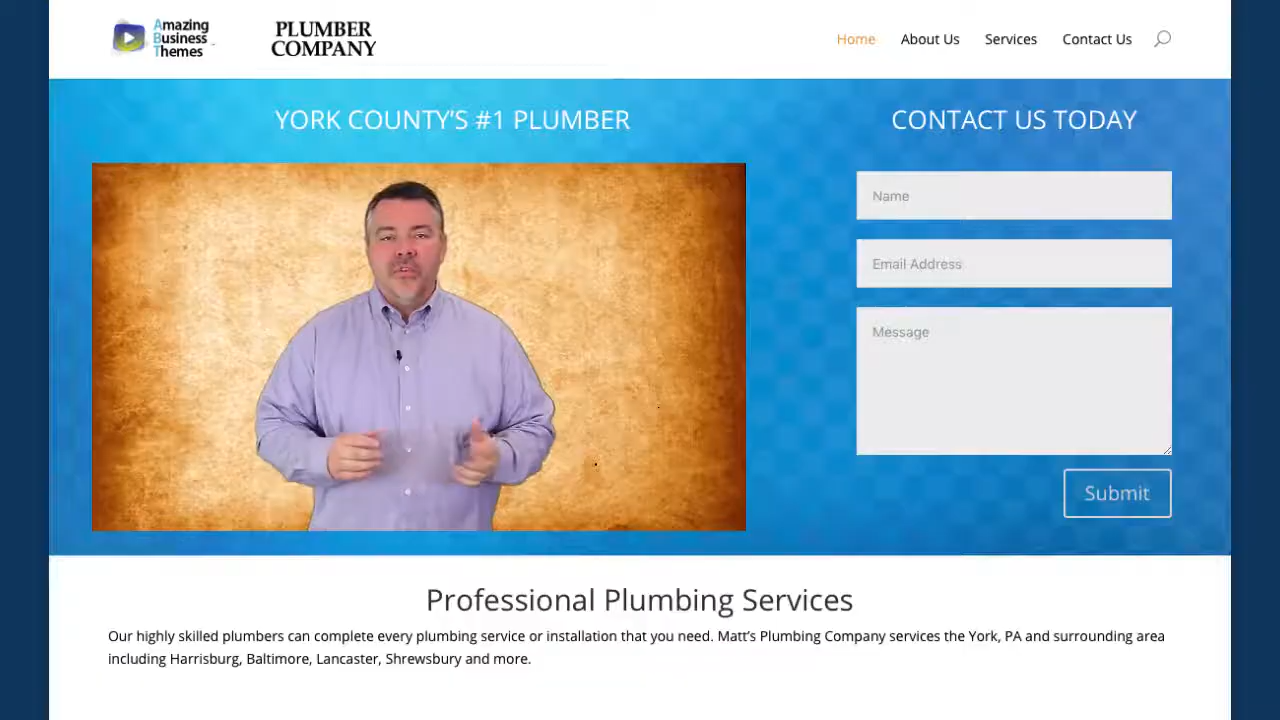 Amazing
Business
Themes
PLUMBER
COMPANY
Home
About Us
Services
Contact Us
YORK COUNTY'S #1 PLUMBER
CONTACT US TODAY
Name
Email Address
Message
Submit
Professional Plumbing Services
Our highly skilled plumbers can complete every plumbing service or installation that you need. Matt's Plumbing Company services the York, PA and surrounding area
including Harrisburg, Baltimore, Lancaster, Shrewsbury and more.